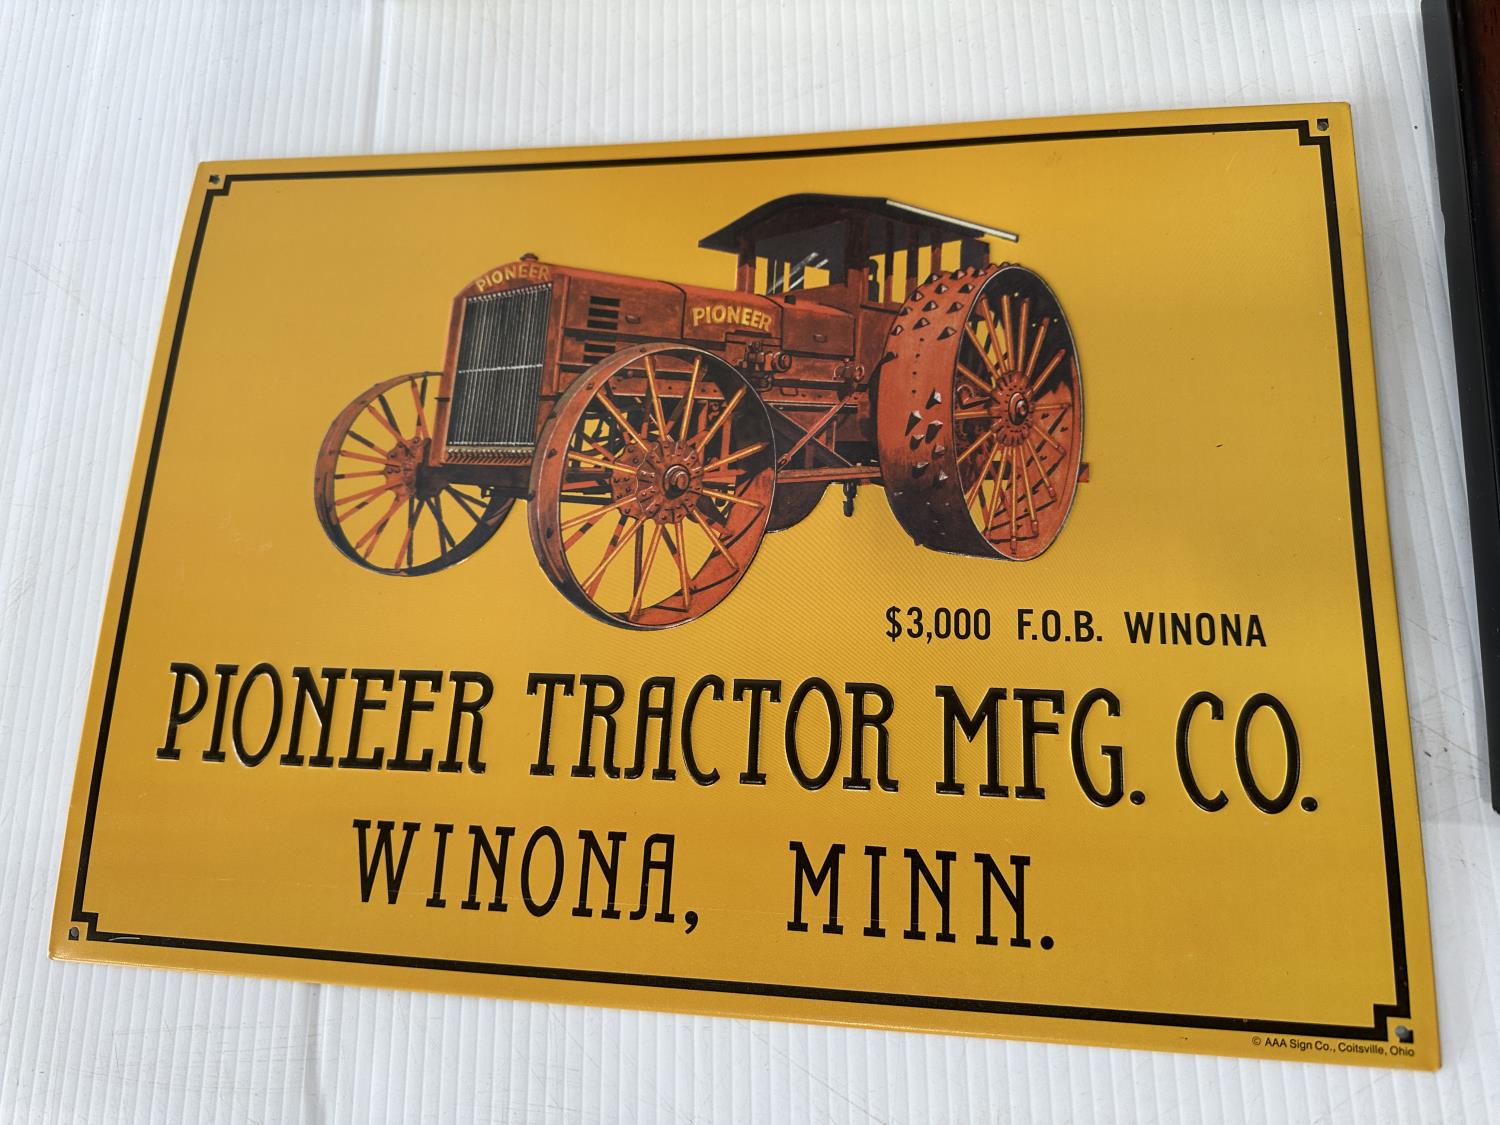 PIONEER
PIONEER
$3,000 F.O.B. WINONA
PIONEER TRACTOR MFG. CO.
WINONA, MINN.
© AAA Sign Co., Coitsville, Ohio